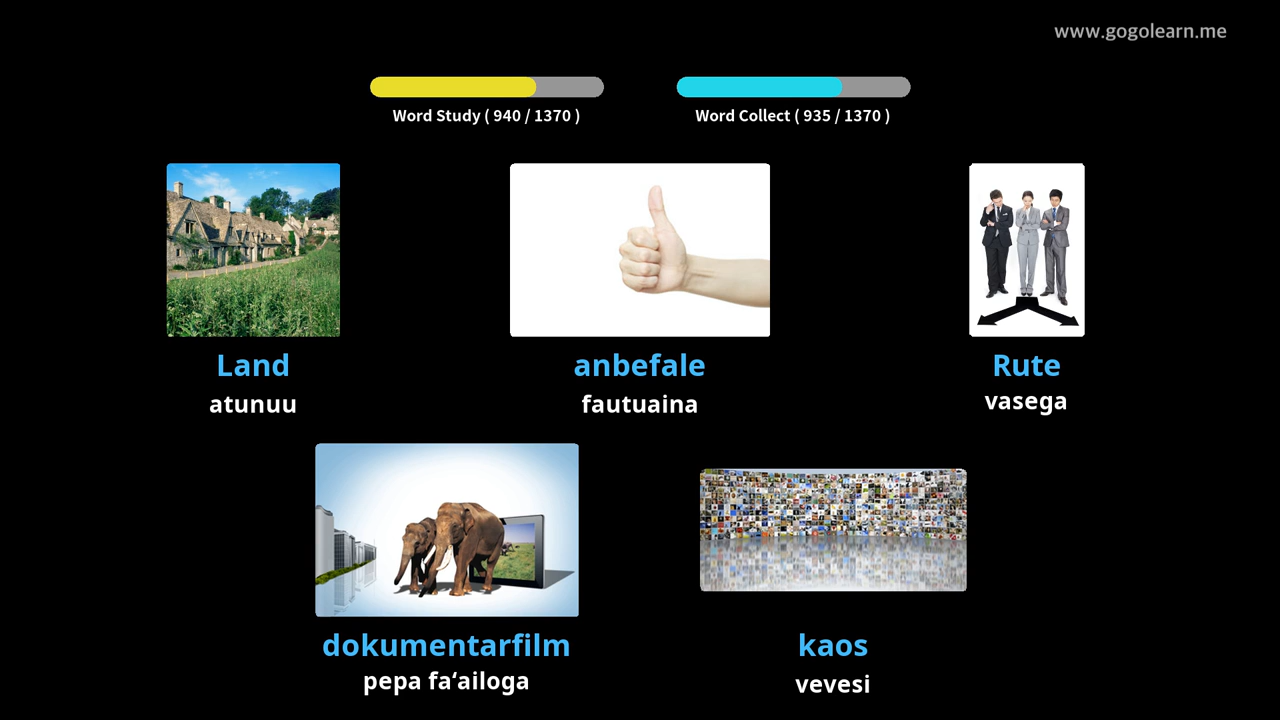 www.gogolearn.me
Word Study ( 940 / 1370 )
Word Collect ( 935 / 1370 )
Land
anbefale
Rute
atunuu
fautuaina
vasega
dokumentarfilm
kaos
pepa fa‘ailoga
vevesi